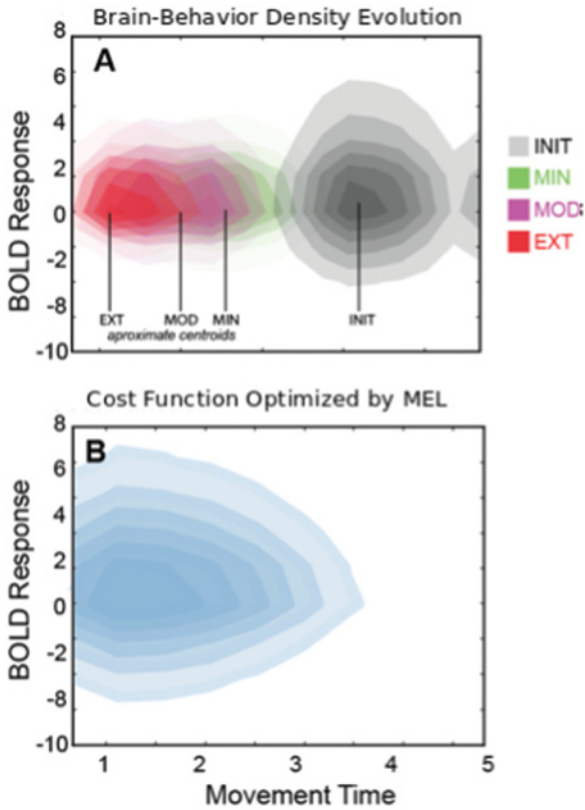 Brain-Behavior Density Evolution
A
BOLD Response
8
6
4
2
0
-2
-8
-10
EXT MOD MIN INIT
aproximate centroids
INIT
MIN
MOD:
EXT
Cost Function Optimized by MEL
B
BOLD Response
8
6
4
2
0
-2
-8
-10
1 2 3 4 5
Movement Time